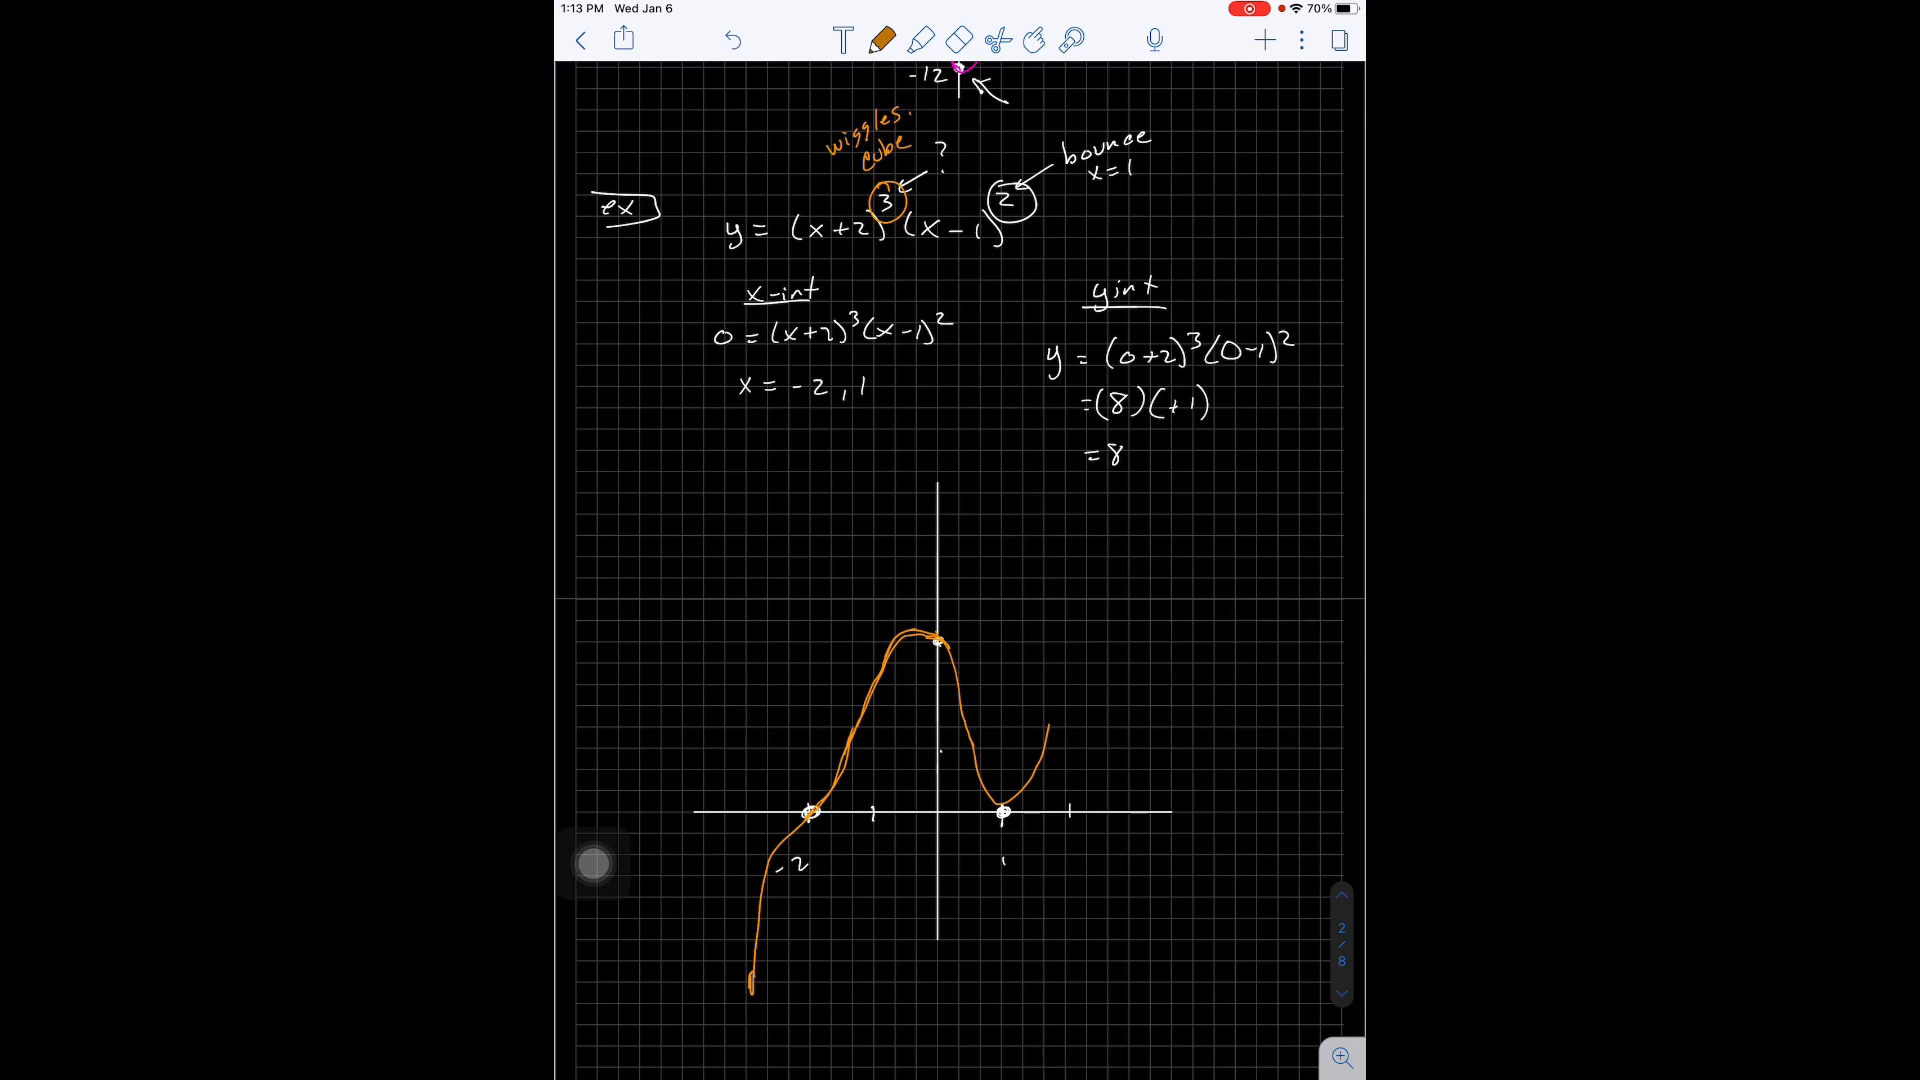 1:13 PM Wed Jan 6
70%
T
-12
wiggles.
cube
?
bounce
x = 1
ex
y = (x+2)³(x-1)²
x-int
0 = (x+2)³(x-1)²
x = -2, 1
y int
y = (0+2)³(0-1)²
=(8)(+1)
= 8
-2
1
2
/
8